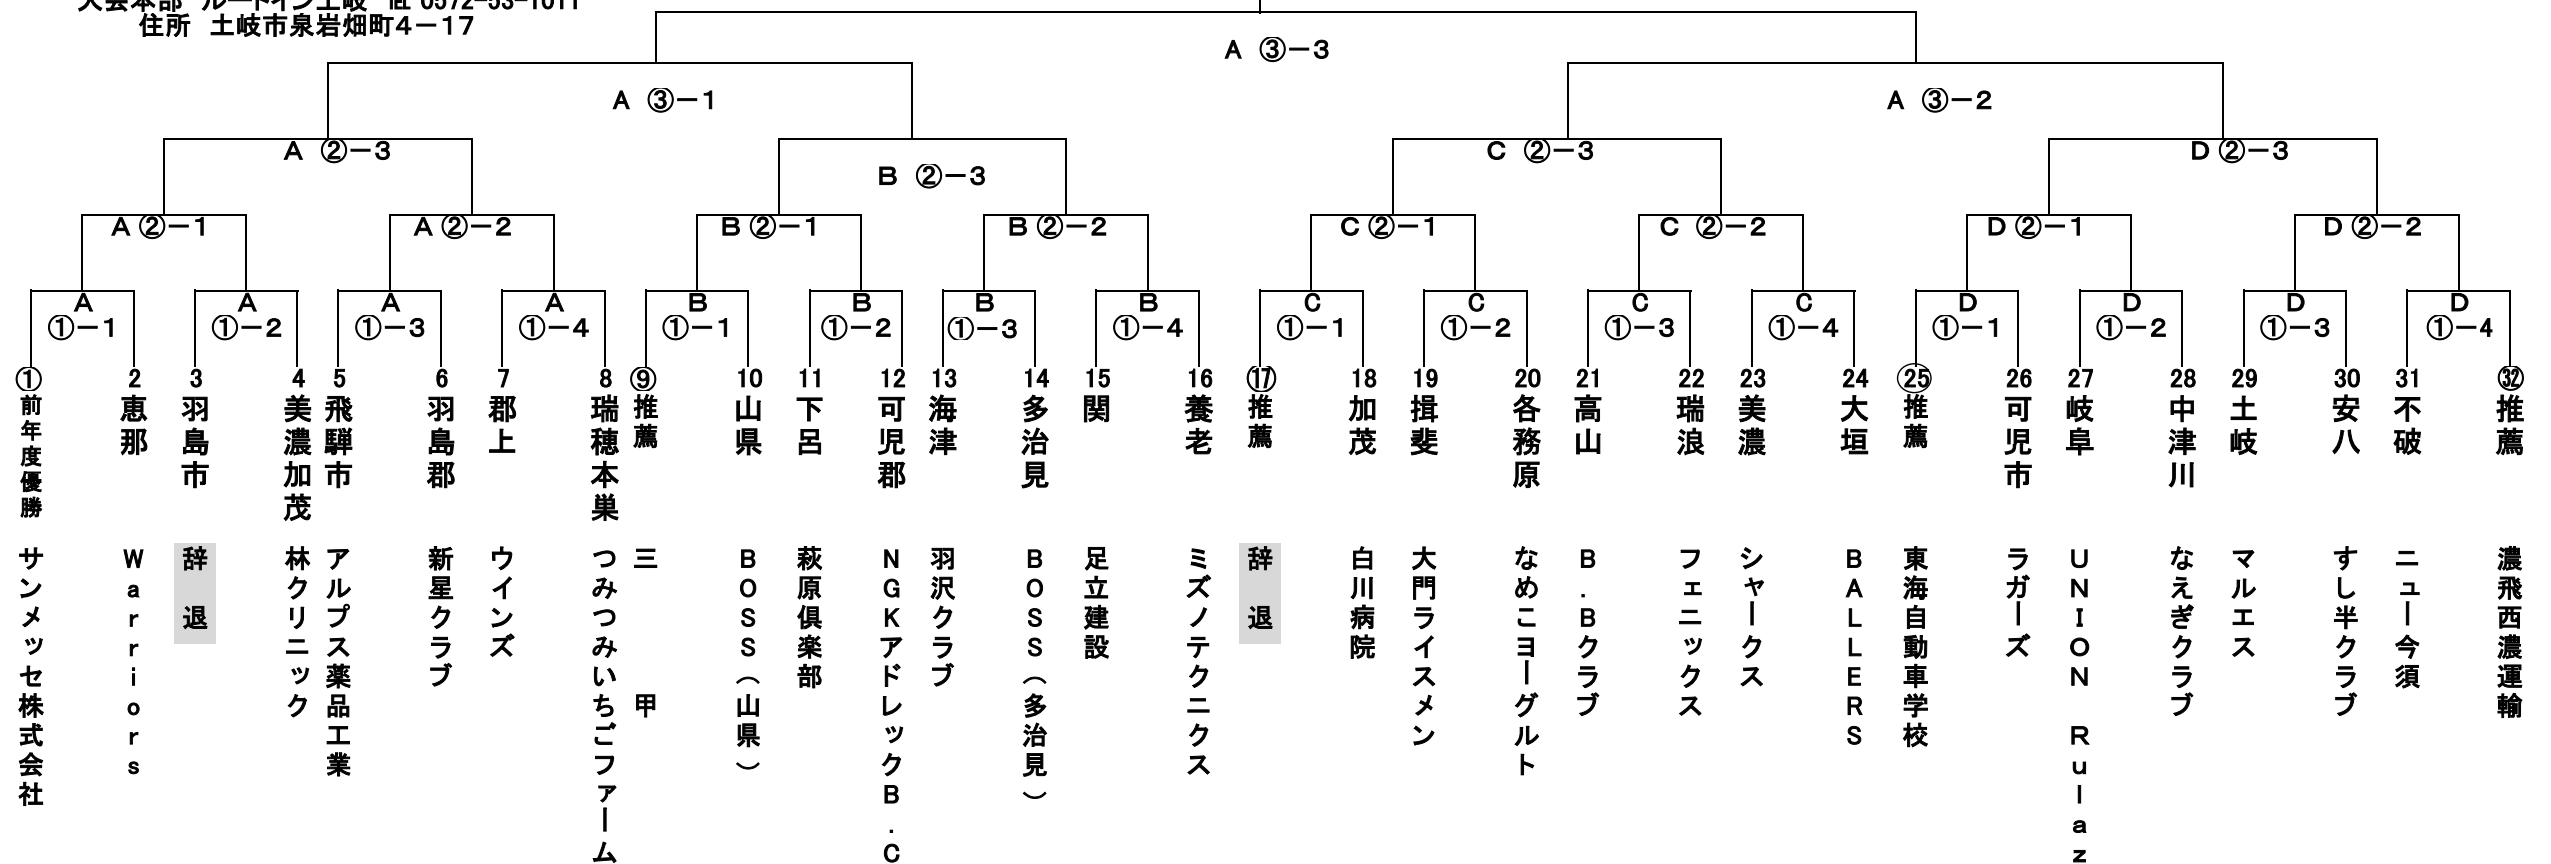 大会本部　ルートイン土岐　℡ 0572-53-1011
住所　土岐市泉岩畑町４－１７
A ③－3
A ③－1
A ③－2
A ②－3
B ②－3
C ②－3
D ②－3
A ②－1
A ②－2
B ②－1
B ②－2
C ②－1
C ②－2
D ②－1
D ②－2
A ①－1
A ①－2
A ①－3
A ①－4
B ①－1
B ①－2
B ①－3
B ①－4
C ①－1
C ①－2
C ①－3
C ①－4
D ①－1
D ①－2
D ①－3
D ①－4
① 前年度優勝 サンメッセ株式会社
2 恵那 Warriors
3 羽島市 辞退
4 美濃加茂 林クリニック
5 飛騨市 アルプス薬品工業
6 羽島郡 新星クラブ
7 郡上 ウインズ
8 瑞穂本巣 つみつみいちごファーム
⑨ 推薦 三甲
10 山県 BOSS（山県）
11 下呂 萩原倶楽部
12 可児郡 NGKアドレックB.C
13 海津 羽沢クラブ
14 多治見 BOSS（多治見）
15 関 足立建設
16 養老 ミズノテクニクス
⑰ 推薦 辞退
18 加茂 白川病院
19 揖斐 大門ライスメン
20 各務原 なめこヨーグルト
21 高山 B.Bクラブ
22 瑞浪 フェニックス
23 美濃 シャークス
24 大垣 BALLERS
㉕ 推薦 東海自動車学校
26 可児市 ラガーズ
27 岐阜 UNION Rulaz
28 中津川 なえぎクラブ
29 土岐 マルエス
30 安八 すし半クラブ
31 不破 ニュー今須
㉜ 推薦 濃飛西濃運輸